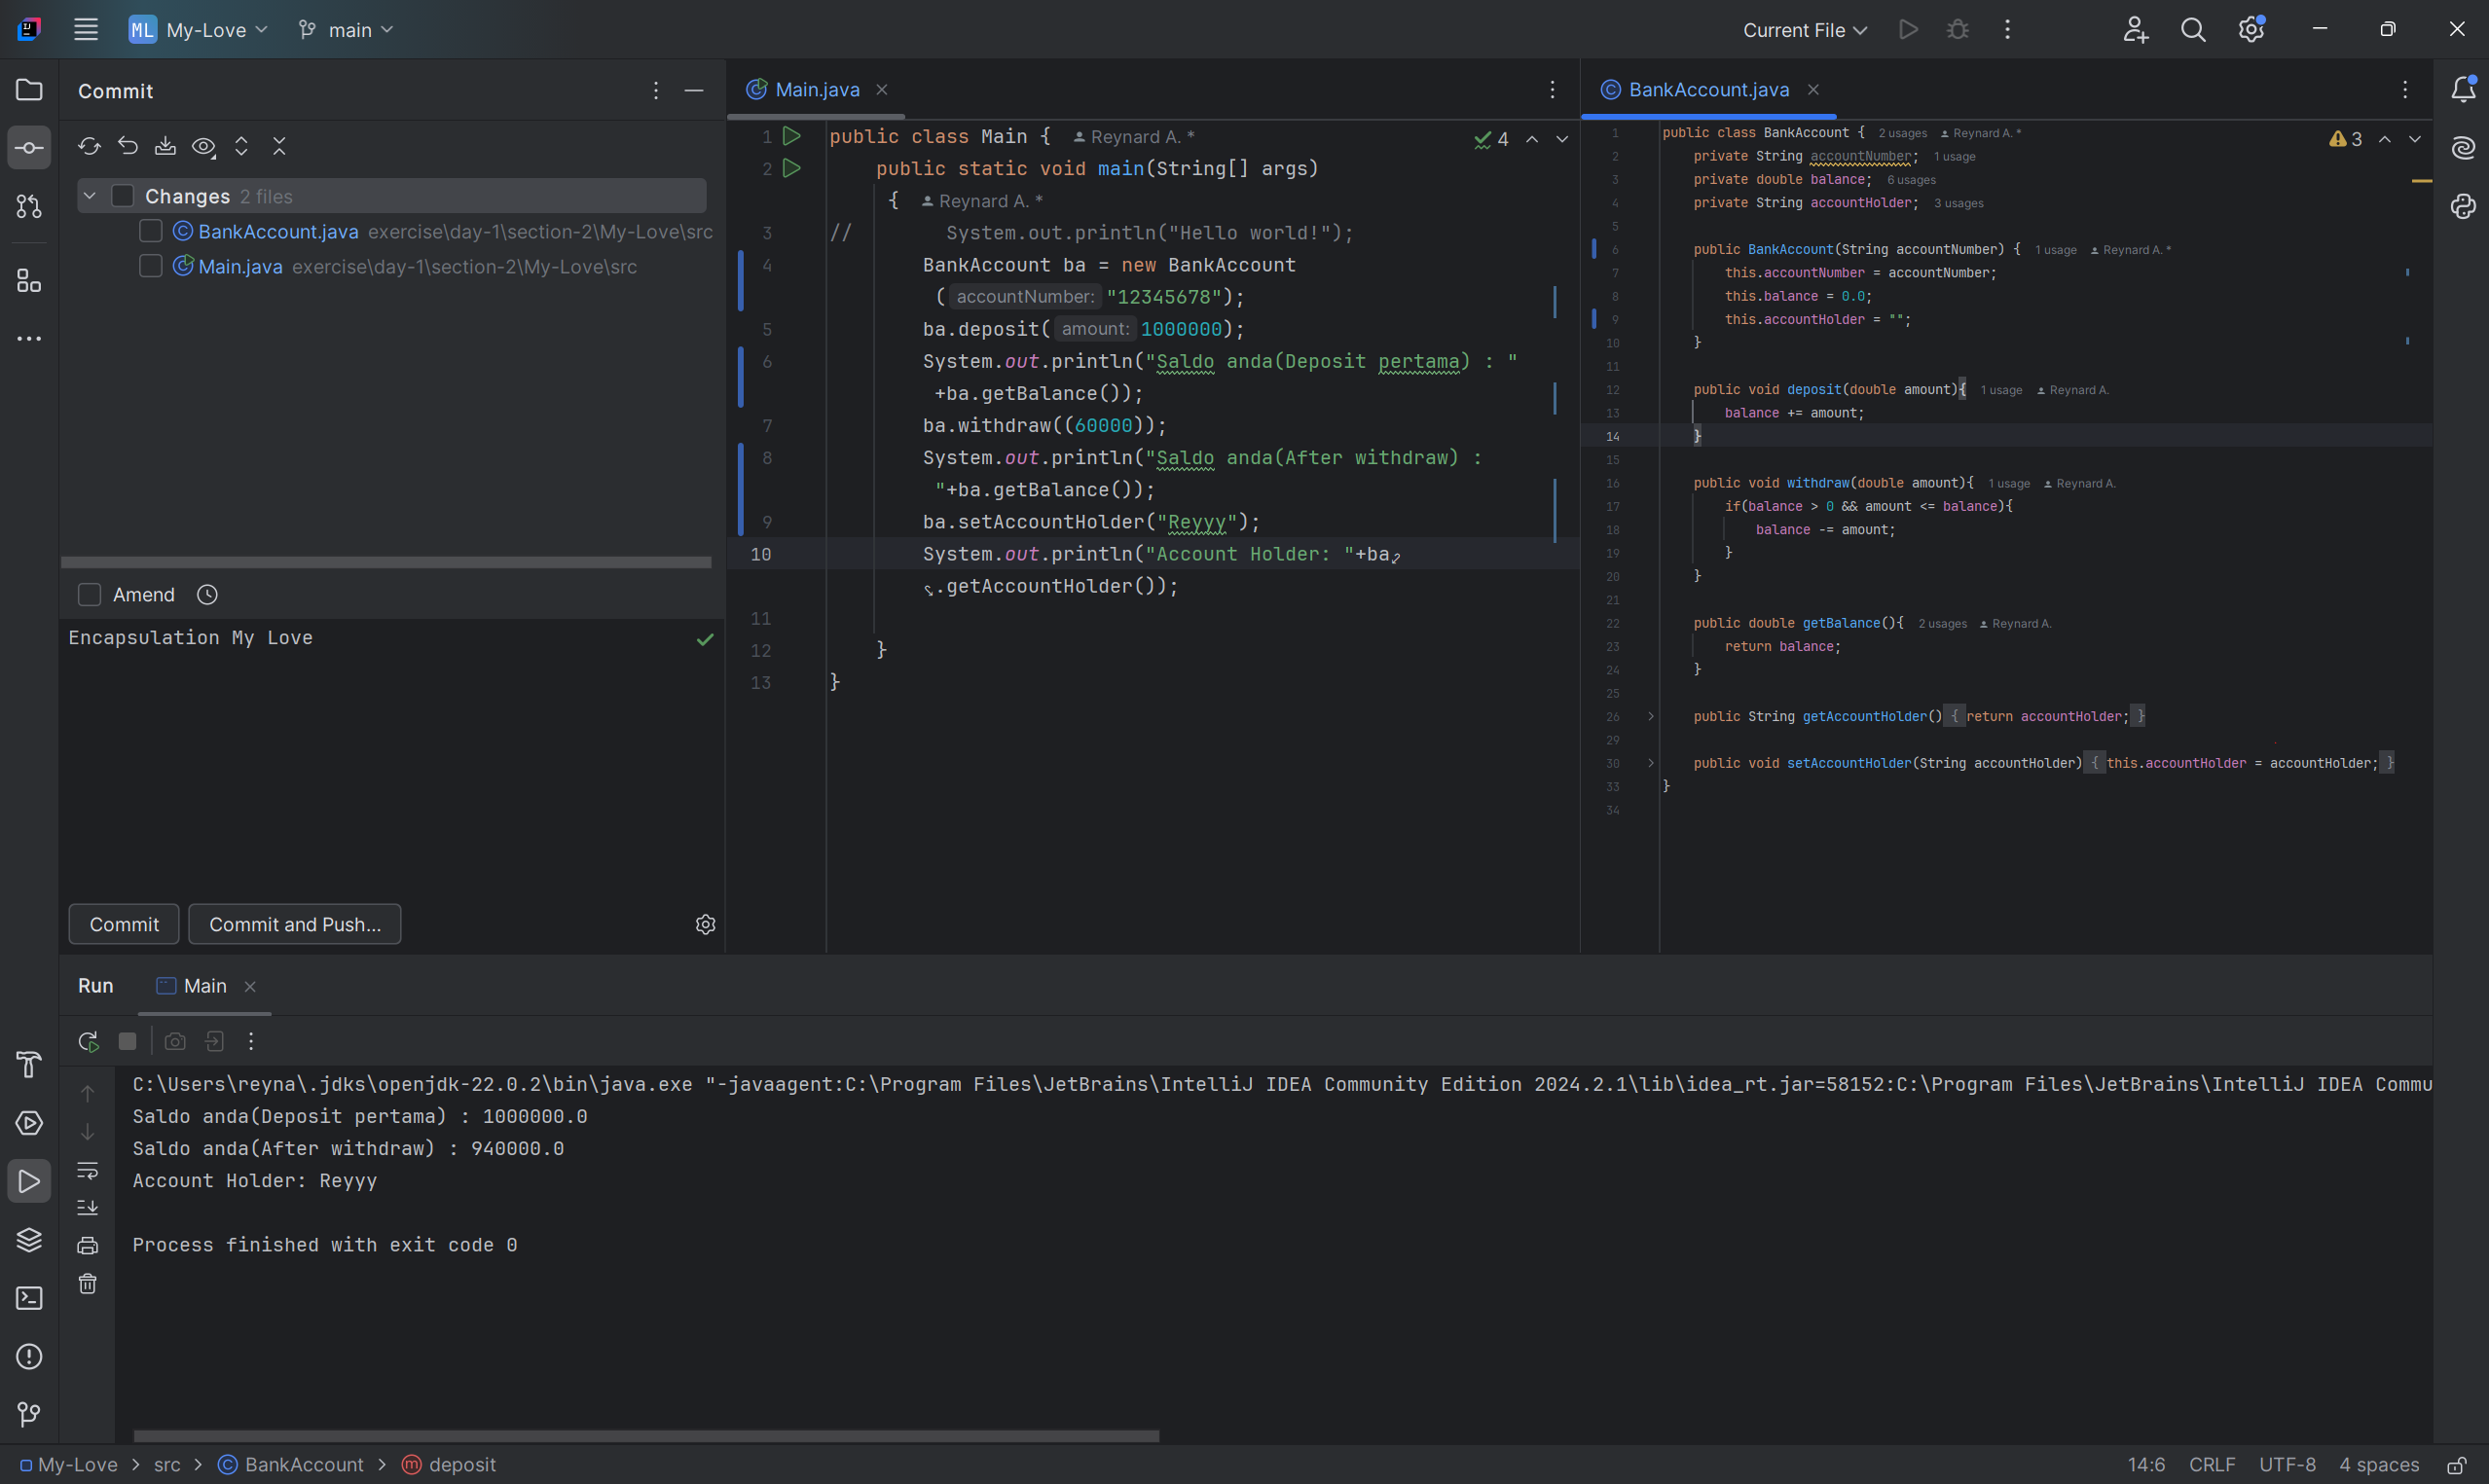 ML My-Love main Current File
Commit
Changes 2 files
BankAccount.java exercise\day-1\section-2\My-Love\src
Main.java exercise\day-1\section-2\My-Love\src
Amend
Encapsulation My Love
Commit Commit and Push...
Main.java
4
1 public class Main { Reynard A. *
2 public static void main(String[] args)
{ Reynard A. *
3 // System.out.println("Hello world!");
4 BankAccount ba = new BankAccount
( accountNumber: "12345678");
5 ba.deposit( amount: 1000000);
6 System.out.println("Saldo anda(Deposit pertama) : "
+ba.getBalance());
7 ba.withdraw((60000));
8 System.out.println("Saldo anda(After withdraw) :
"+ba.getBalance());
9 ba.setAccountHolder("Reyyy");
10 System.out.println("Account Holder: "+ba
.getAccountHolder());
11
12 }
13 }
BankAccount.java
3
1 public class BankAccount { 2 usages Reynard A. *
2 private String accountNumber; 1 usage
3 private double balance; 6 usages
4 private String accountHolder; 3 usages
5
6 public BankAccount(String accountNumber) { 1 usage Reynard A. *
7 this.accountNumber = accountNumber;
8 this.balance = 0.0;
9 this.accountHolder = "";
10 }
11
12 public void deposit(double amount){ 1 usage Reynard A.
13 balance += amount;
14 }
15
16 public void withdraw(double amount){ 1 usage Reynard A.
17 if(balance > 0 && amount <= balance){
18 balance -= amount;
19 }
20 }
21
22 public double getBalance(){ 2 usages Reynard A.
23 return balance;
24 }
25
26 public String getAccountHolder() { return accountHolder; }
29
30 public void setAccountHolder(String accountHolder) { this.accountHolder = accountHolder; }
33 }
34
Run Main
C:\Users\reyna\.jdks\openjdk-22.0.2\bin\java.exe "-javaagent:C:\Program Files\JetBrains\IntelliJ IDEA Community Edition 2024.2.1\lib\idea_rt.jar=58152:C:\Program Files\JetBrains\IntelliJ IDEA Commu
Saldo anda(Deposit pertama) : 1000000.0
Saldo anda(After withdraw) : 940000.0
Account Holder: Reyyy
Process finished with exit code 0
My-Love > src > BankAccount > deposit
14:6 CRLF UTF-8 4 spaces